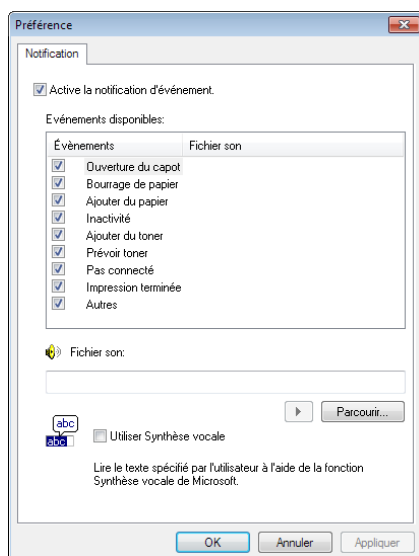 Préférence
Notification
Active la notification d'événement.
Evénements disponibles:
Évènements Fichier son
Ouverture du capot
Bourrage de papier
Ajouter du papier
Inactivité
Ajouter du toner
Prévoir toner
Pas connecté
Impression terminée
Autres
Fichier son:
Parcourir...
abc
abc
Utiliser Synthèse vocale
Lire le texte spécifié par l'utilisateur à l'aide de la fonction
Synthèse vocale de Microsoft.
OK Annuler Appliquer